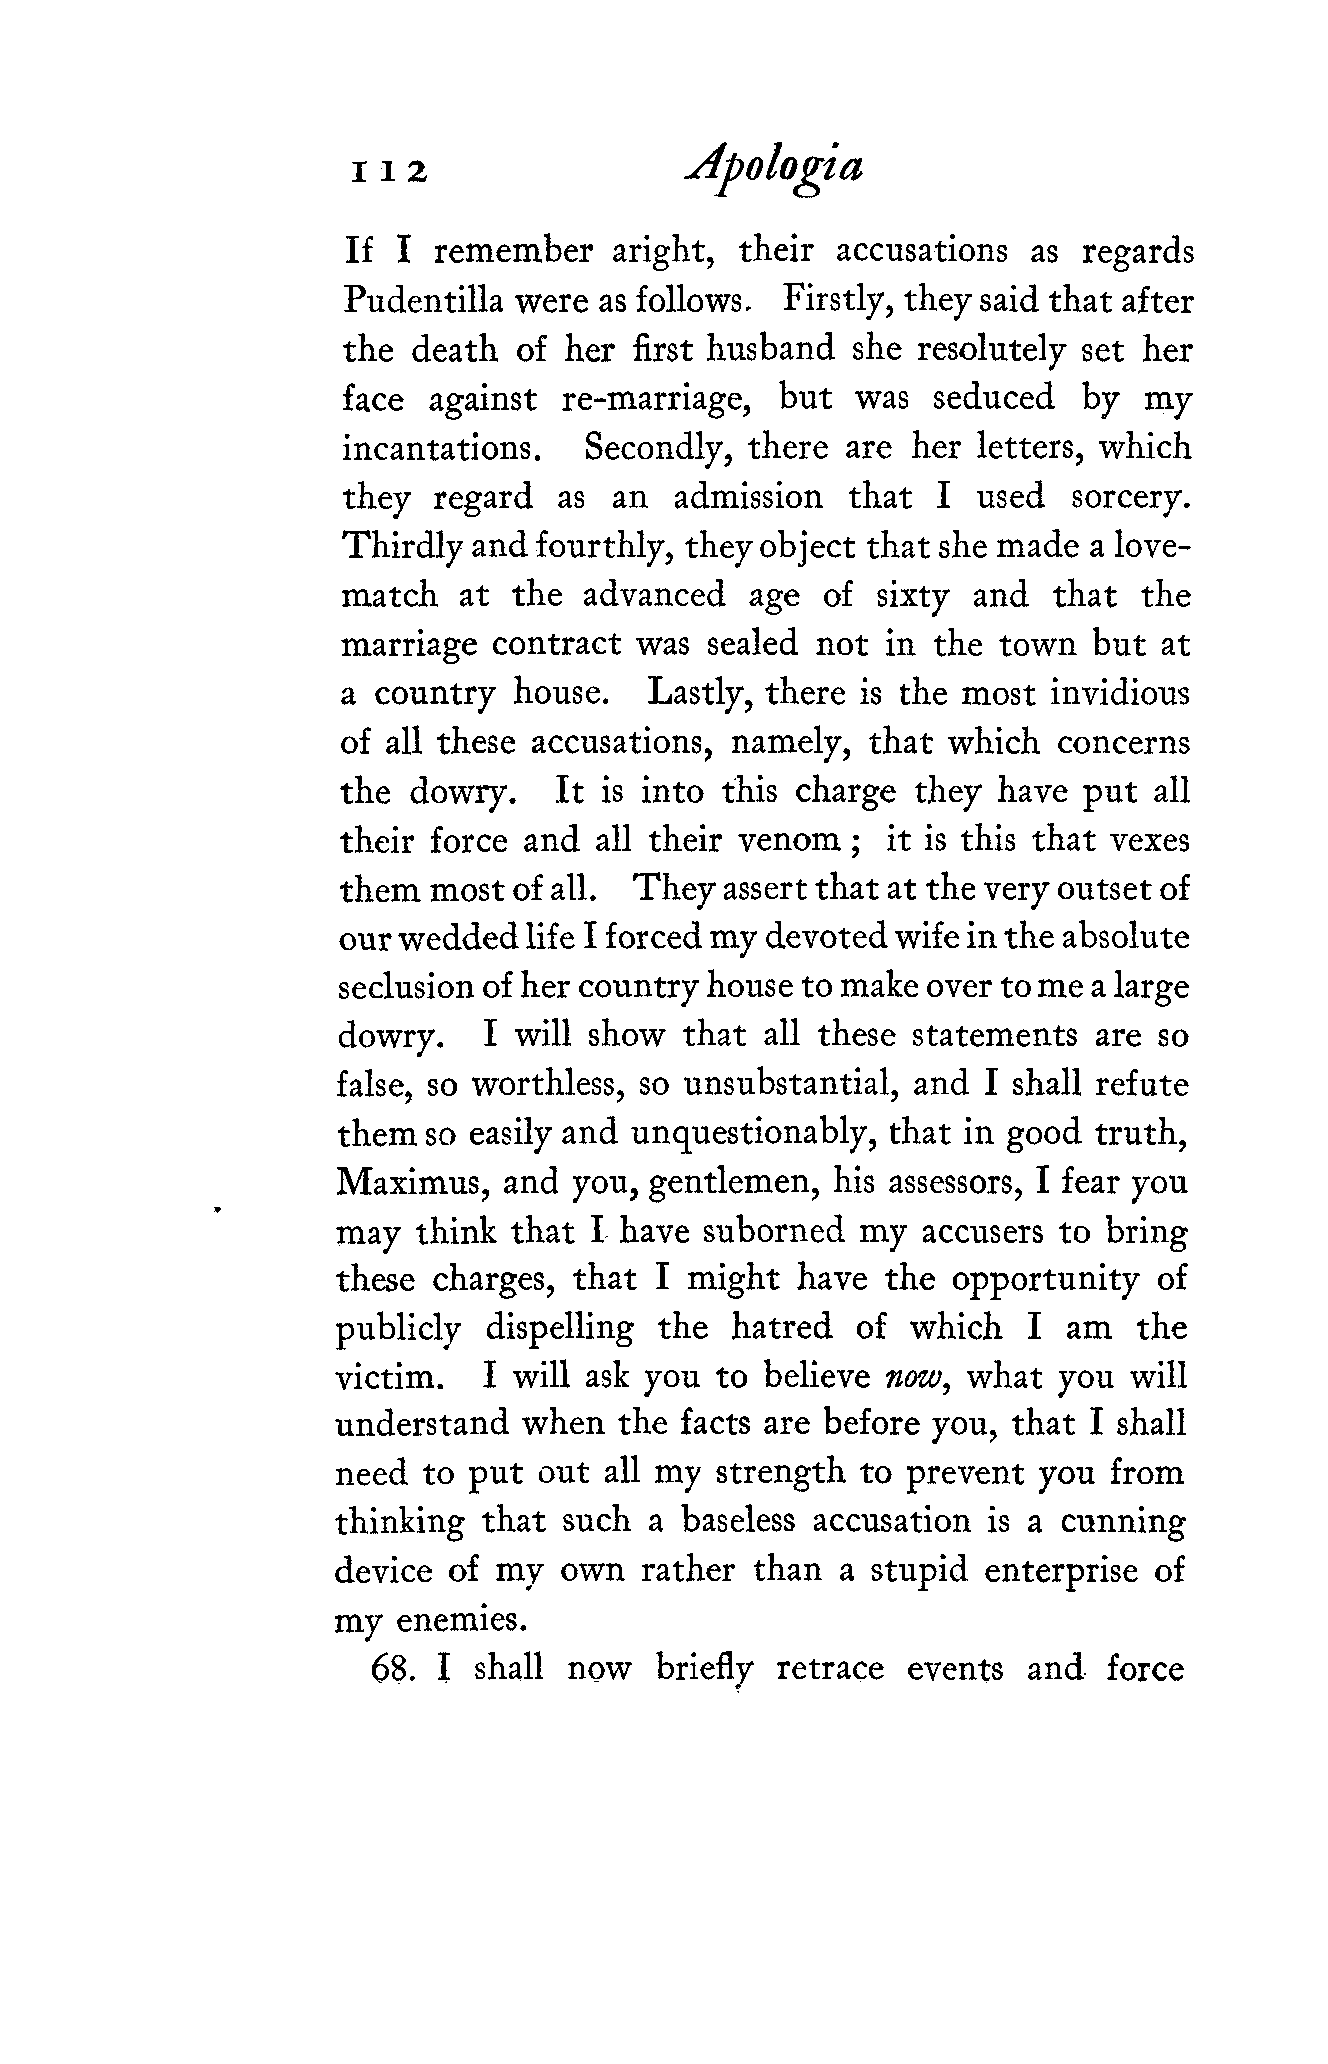 112 Apologia
If I remember aright, their accusations as regards
Pudentilla were as follows. Firstly, they said that after
the death of her first husband she resolutely set her
face against re-marriage, but was seduced by my
incantations. Secondly, there are her letters, which
they regard as an admission that I used sorcery.
Thirdly and fourthly, they object that she made a love-
match at the advanced age of sixty and that the
marriage contract was sealed not in the town but at
a country house. Lastly, there is the most invidious
of all these accusations, namely, that which concerns
the dowry. It is into this charge they have put all
their force and all their venom ; it is this that vexes
them most of all. They assert that at the very outset of
our wedded life I forced my devoted wife in the absolute
seclusion of her country house to make over to me a large
dowry. I will show that all these statements are so
false, so worthless, so unsubstantial, and I shall refute
them so easily and unquestionably, that in good truth,
Maximus, and you, gentlemen, his assessors, I fear you
may think that I have suborned my accusers to bring
these charges, that I might have the opportunity of
publicly dispelling the hatred of which I am the
victim. I will ask you to believe now, what you will
understand when the facts are before you, that I shall
need to put out all my strength to prevent you from
thinking that such a baseless accusation is a cunning
device of my own rather than a stupid enterprise of
my enemies.
68. I shall now briefly retrace events and force